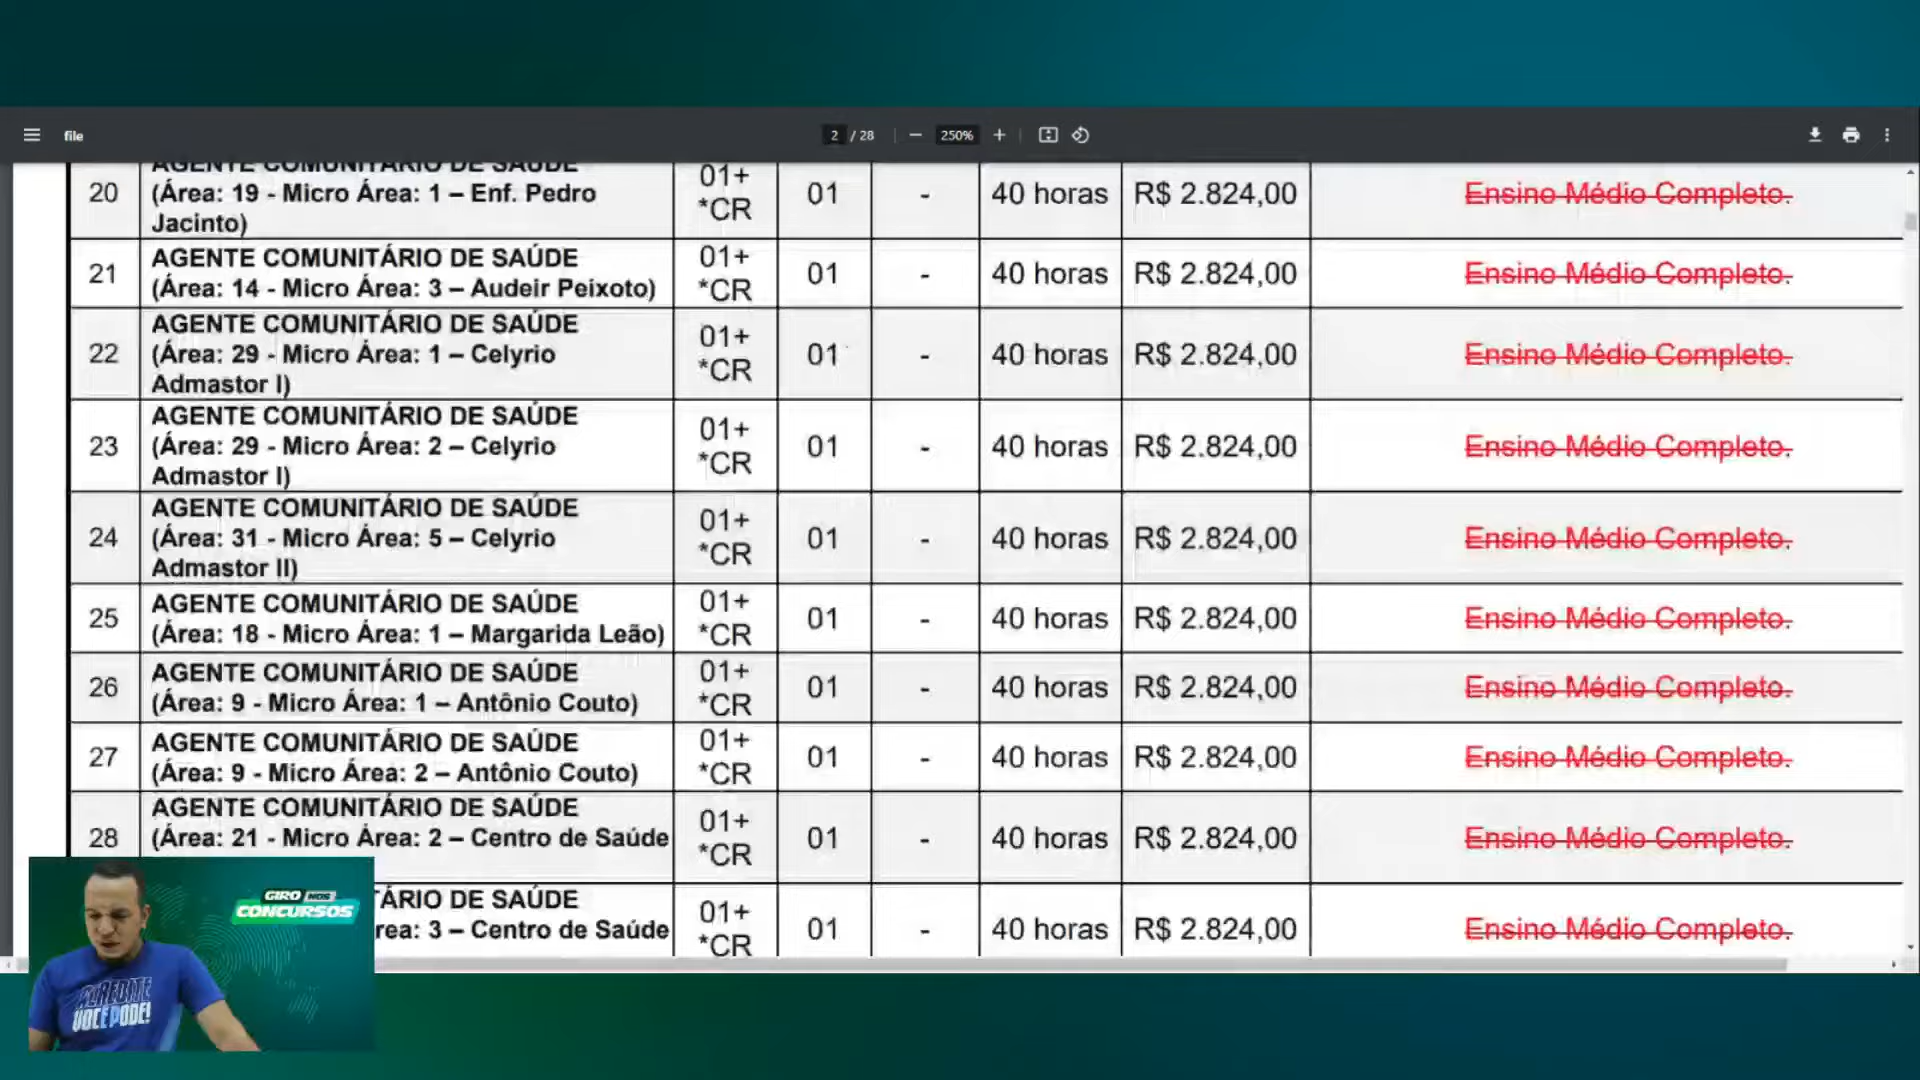 file
2 / 28
250%
20
AGENTE COMUNITÁRIO DE SAÚDE
(Área: 19 - Micro Área: 1 – Enf. Pedro
Jacinto)
01+
*CR
01
-
40 horas
R$ 2.824,00
Ensino Médio Completo.
21
AGENTE COMUNITÁRIO DE SAÚDE
(Área: 14 - Micro Área: 3 – Audeir Peixoto)
01+
*CR
01
-
40 horas
R$ 2.824,00
Ensino Médio Completo.
22
AGENTE COMUNITÁRIO DE SAÚDE
(Área: 29 - Micro Área: 1 – Celyrio
Admastor I)
01+
*CR
01
-
40 horas
R$ 2.824,00
Ensino Médio Completo.
23
AGENTE COMUNITÁRIO DE SAÚDE
(Área: 29 - Micro Área: 2 – Celyrio
Admastor I)
01+
*CR
01
-
40 horas
R$ 2.824,00
Ensino Médio Completo.
24
AGENTE COMUNITÁRIO DE SAÚDE
(Área: 31 - Micro Área: 5 – Celyrio
Admastor II)
01+
*CR
01
-
40 horas
R$ 2.824,00
Ensino Médio Completo.
25
AGENTE COMUNITÁRIO DE SAÚDE
(Área: 18 - Micro Área: 1 – Margarida Leão)
01+
*CR
01
-
40 horas
R$ 2.824,00
Ensino Médio Completo.
26
AGENTE COMUNITÁRIO DE SAÚDE
(Área: 9 - Micro Área: 1 – Antônio Couto)
01+
*CR
01
-
40 horas
R$ 2.824,00
Ensino Médio Completo.
27
AGENTE COMUNITÁRIO DE SAÚDE
(Área: 9 - Micro Área: 2 – Antônio Couto)
01+
*CR
01
-
40 horas
R$ 2.824,00
Ensino Médio Completo.
28
AGENTE COMUNITÁRIO DE SAÚDE
(Área: 21 - Micro Área: 2 – Centro de Saúde
01+
*CR
01
-
40 horas
R$ 2.824,00
Ensino Médio Completo.
ÁRIO DE SAÚDE
rea: 3 – Centro de Saúde
01+
*CR
01
-
40 horas
R$ 2.824,00
Ensino Médio Completo.
GIRO NOS
CONCURSOS
ACREDITE
VOCÊ PODE!